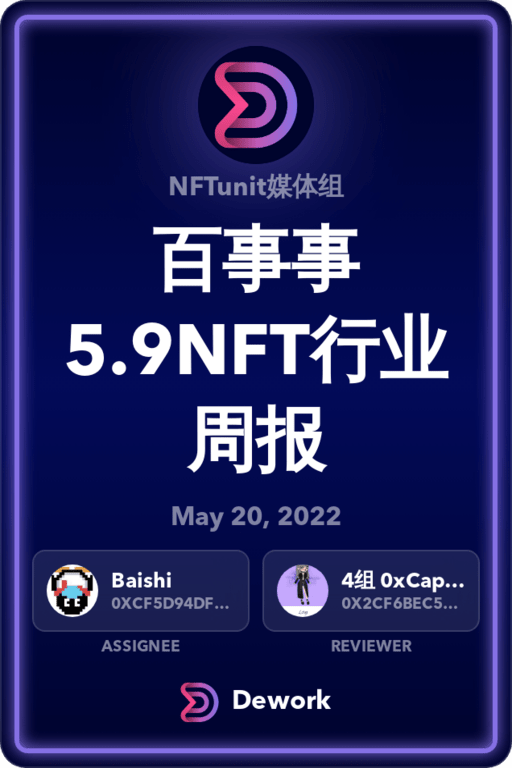 NFTunit媒体组
百事事
5.9NFT行业
周报
May 20, 2022
Baishi
0XCF5D94DF...
ASSIGNEE
4组 0xCap...
0X2CF6BEC5...
REVIEWER
Dework